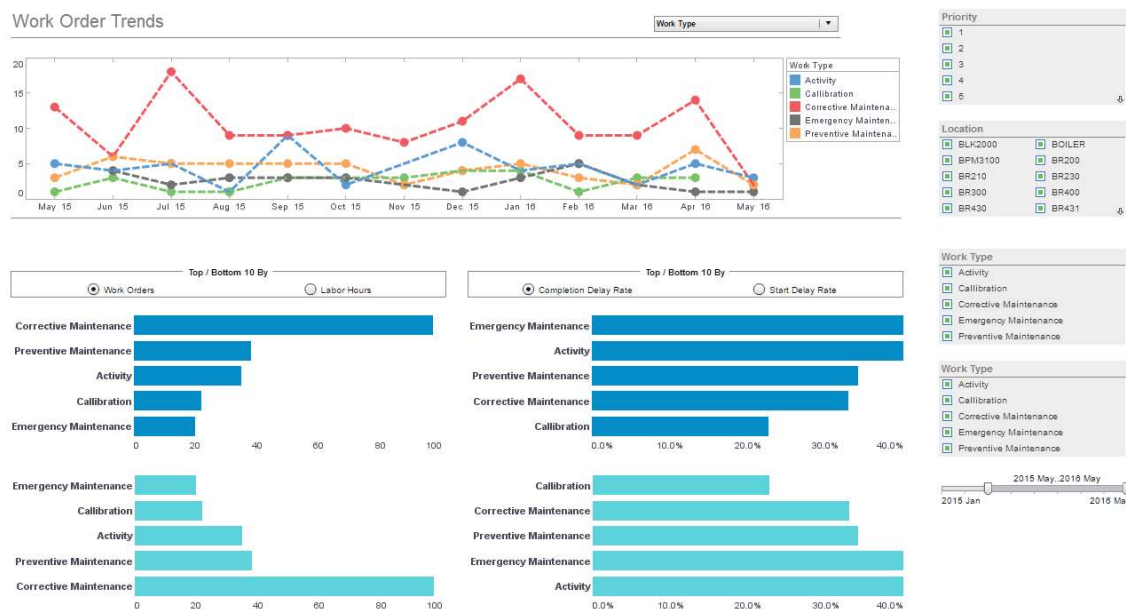 Work Order Trends
Work Type
20
15
10
5
0
May 15 Jun 15 Jul 15 Aug 15 Sep 15 Oct 15 Nov 15 Dec 15 Jan 16 Feb 16 Mar 16 Apr 16 May 16
Work Type
Activity
Callibration
Corrective Maintena..
Emergency Mainten..
Preventive Maintena..
Priority
1
2
3
4
5
Location
BLK2000 BOILER
BPM3100 BR200
BR210 BR230
BR300 BR400
BR430 BR431
Top / Bottom 10 By
Work Orders Labor Hours
Corrective Maintenance
Preventive Maintenance
Activity
Callibration
Emergency Maintenance
0 20 40 60 80 100
Emergency Maintenance
Callibration
Activity
Preventive Maintenance
Corrective Maintenance
0 20 40 60 80 100
Top / Bottom 10 By
Completion Delay Rate Start Delay Rate
Emergency Maintenance
Activity
Preventive Maintenance
Corrective Maintenance
Callibration
0.0% 10.0% 20.0% 30.0% 40.0%
Callibration
Corrective Maintenance
Preventive Maintenance
Emergency Maintenance
Activity
0.0% 10.0% 20.0% 30.0% 40.0%
Work Type
Activity
Callibration
Corrective Maintenance
Emergency Maintenance
Preventive Maintenance
Work Type
Activity
Callibration
Corrective Maintenance
Emergency Maintenance
Preventive Maintenance
2015 May..2016 May
2015 Jan 2016 Ma